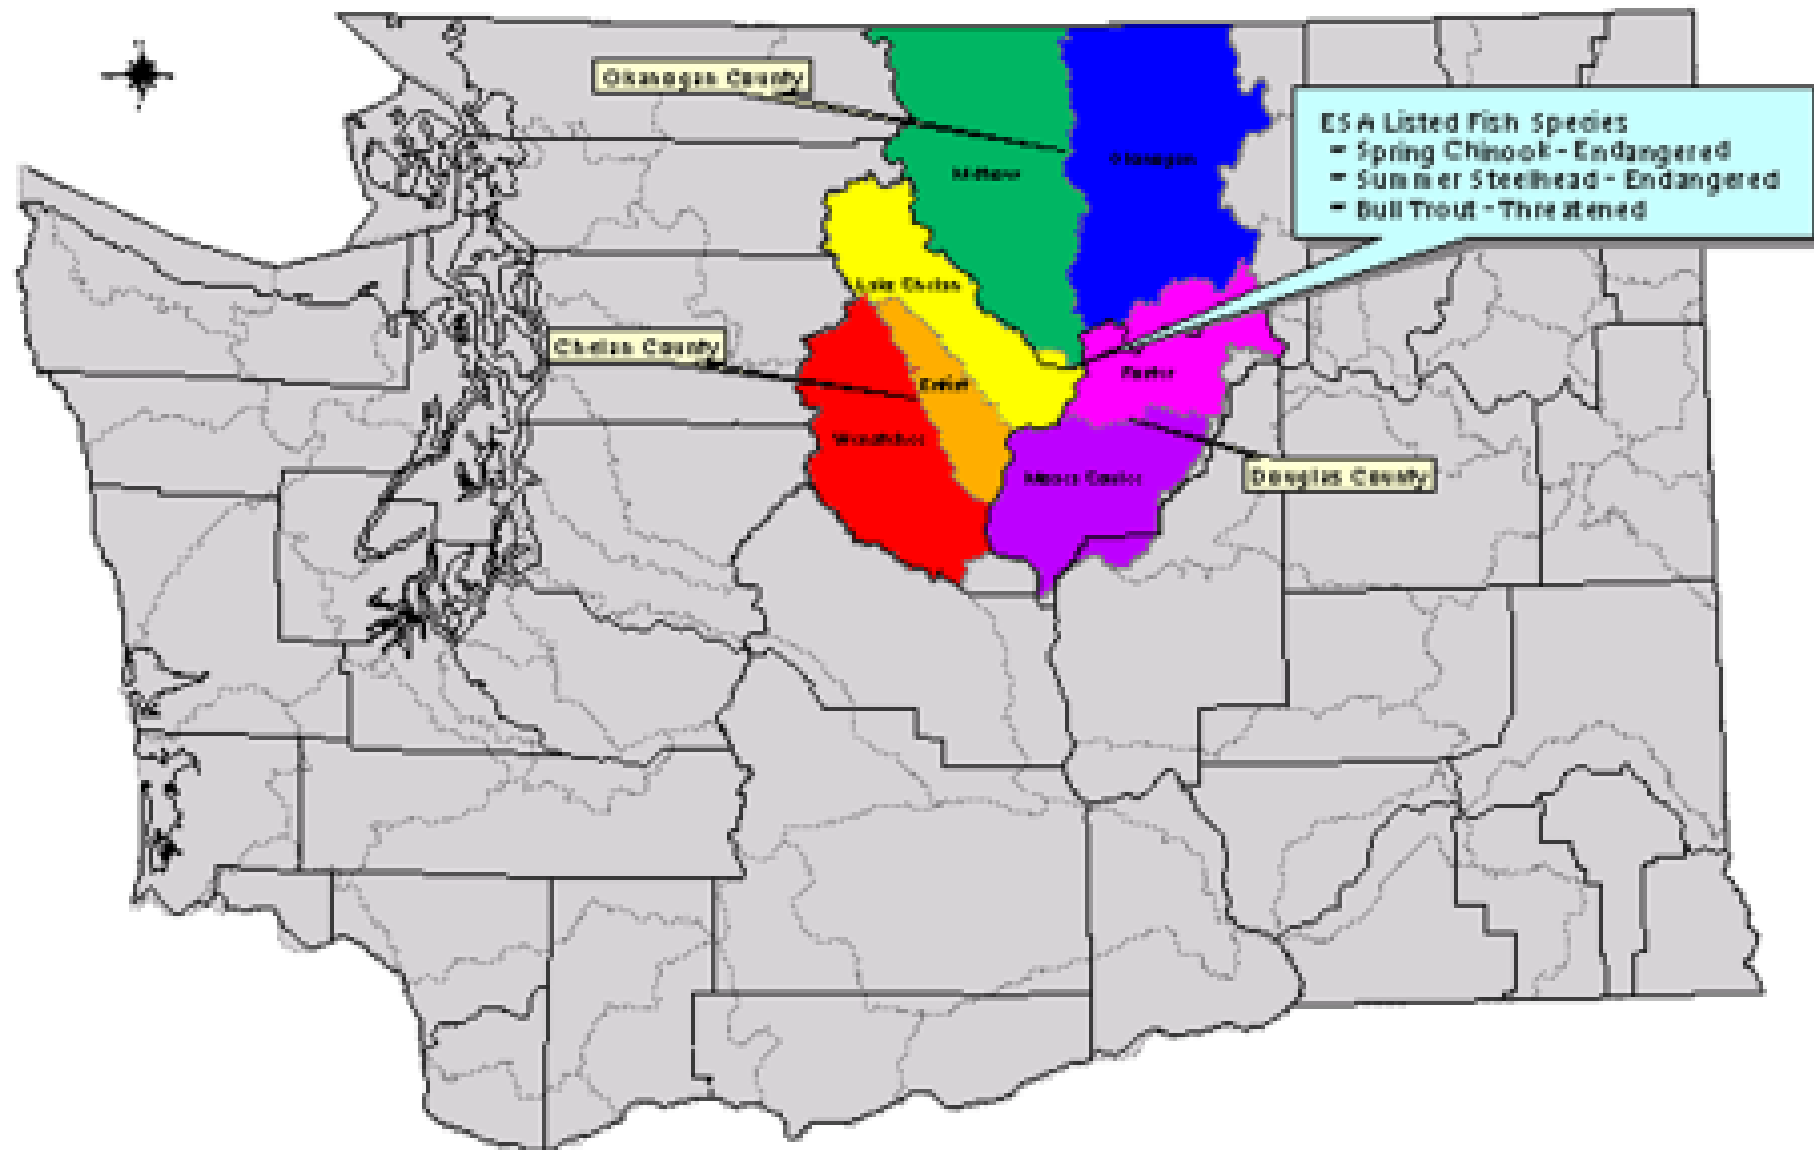 Okanogan County
ESA Listed Fish Species
- Spring Chinook - Endangered
- Summer Steelhead - Endangered
- Bull Trout - Threatened
Methow
Okanogan
Lake Chelan
Chelan County
Entiat
Foster
Wenatchee
Moses Coulee
Douglas County